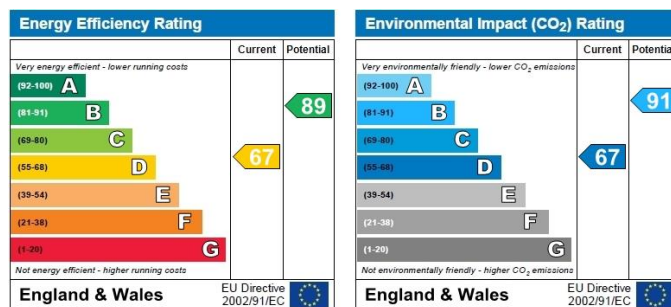 Energy Efficiency Rating
Current Potential
Very energy efficient - lower running costs
(92-100) A
(81-91) B
89
(69-80) C
(55-68) D
67
(39-54) E
(21-38) F
(1-20) G
Not energy efficient - higher running costs
England & Wales
EU Directive
2002/91/EC
Environmental Impact (CO₂) Rating
Current Potential
Very environmentally friendly - lower CO₂ emissions
(92-100) A
91
(81-91) B
(69-80) C
(55-68) D
67
(39-54) E
(21-38) F
(1-20) G
Not environmentally friendly - higher CO₂ emissions
England & Wales
EU Directive
2002/91/EC